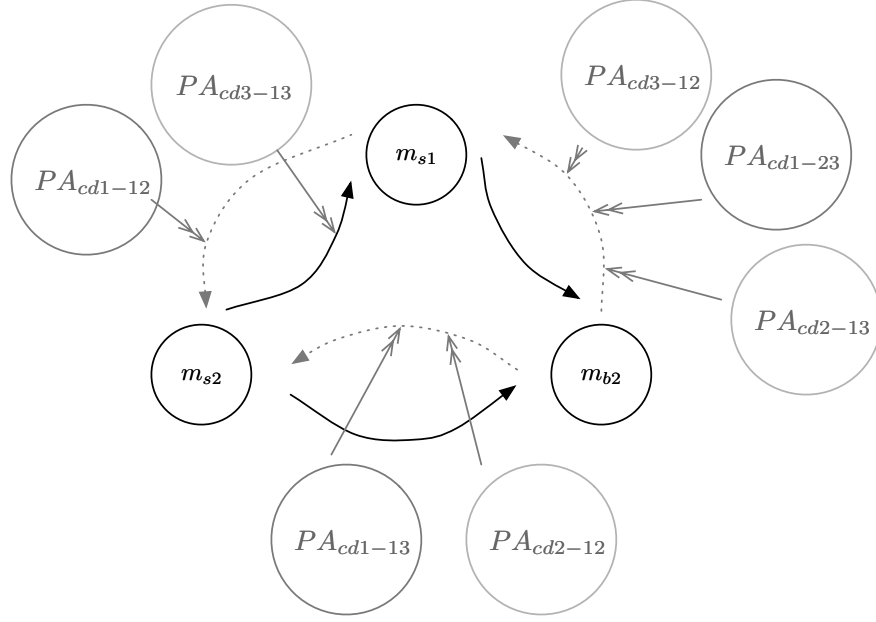 PA_{cd3-13}
PA_{cd3-12}
PA_{cd1-12}
m_{s1}
PA_{cd1-23}
PA_{cd2-13}
m_{s2}
m_{b2}
PA_{cd1-13}
PA_{cd2-12}